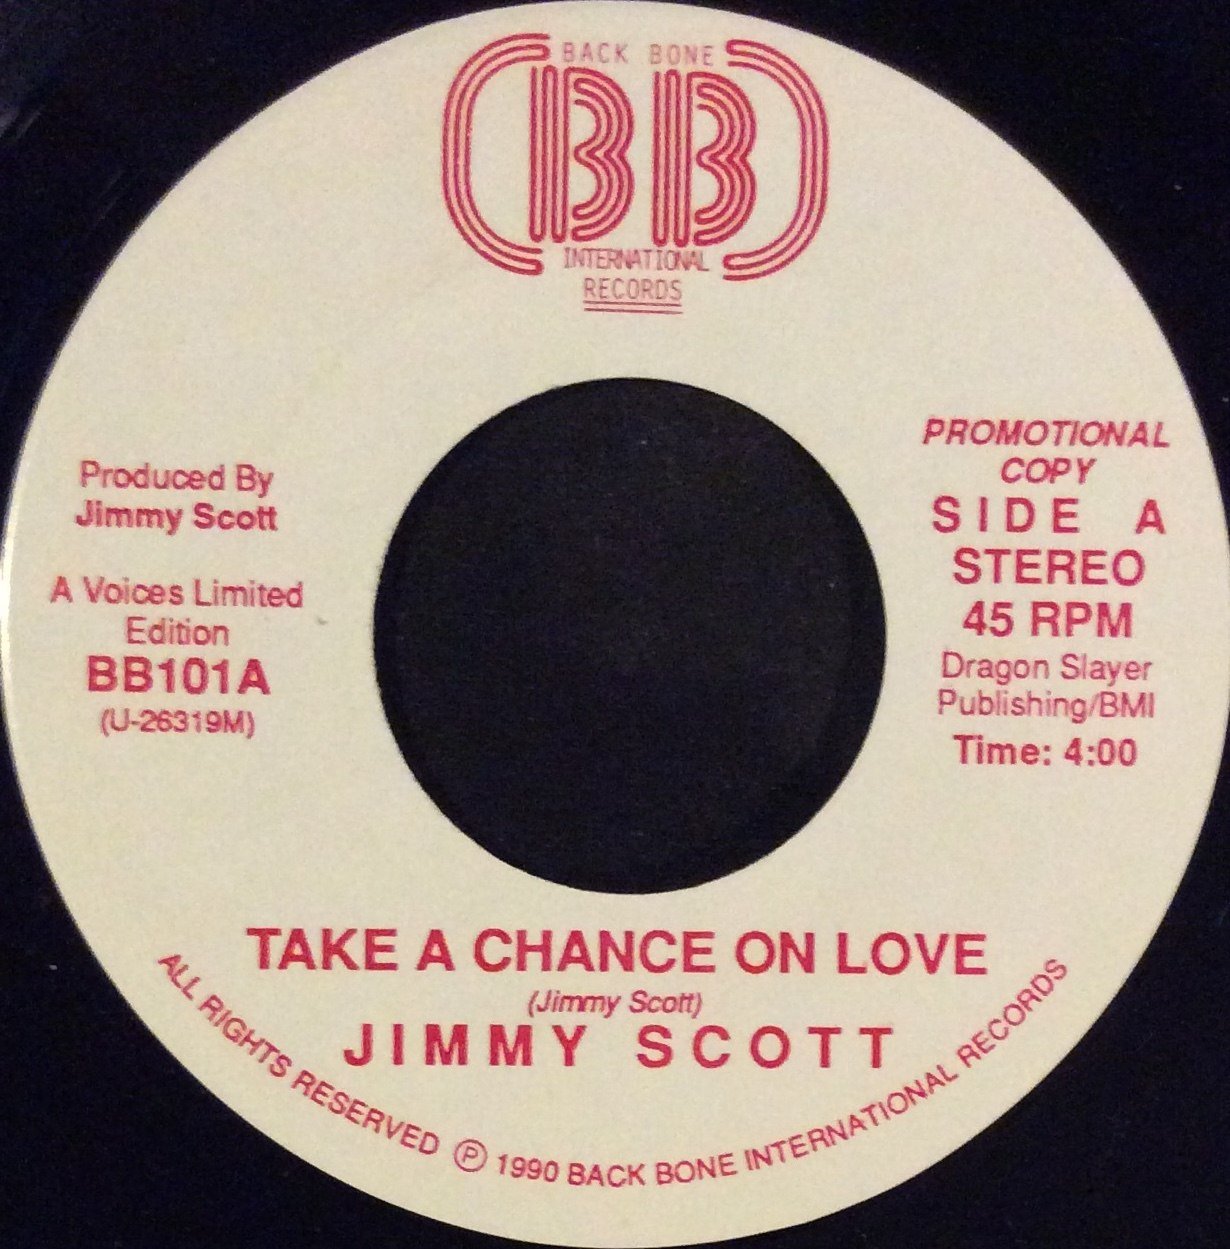 BACK BONE
BB
INTERNATIONAL
RECORDS
Produced By
Jimmy Scott
A Voices Limited
Edition
BB101A
(U-26319M)
PROMOTIONAL
COPY
SIDE A
STEREO
45 RPM
Dragon Slayer
Publishing/BMI
Time: 4:00
TAKE A CHANCE ON LOVE
(Jimmy Scott)
JIMMY SCOTT
ALL RIGHTS RESERVED ℗ 1990 BACK BONE INTERNATIONAL RECORDS